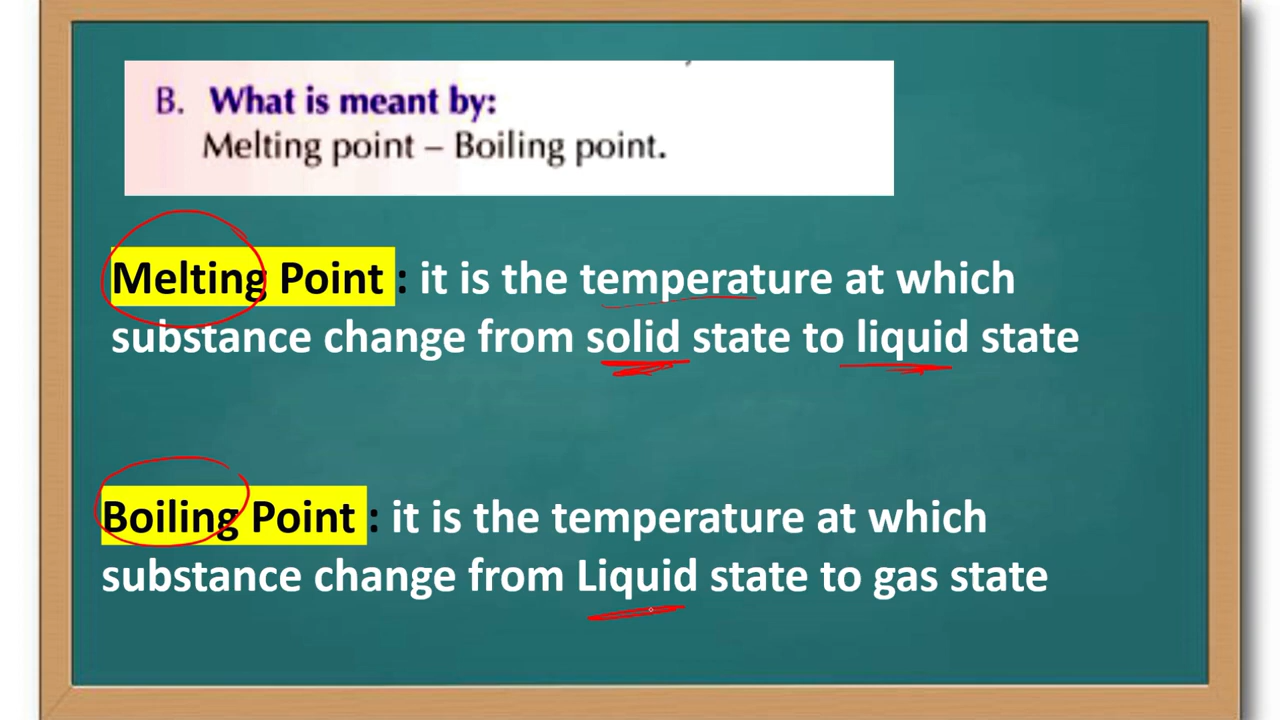 B. What is meant by:
Melting point – Boiling point.
Melting Point : it is the temperature at which
substance change from solid state to liquid state
Boiling Point : it is the temperature at which
substance change from Liquid state to gas state